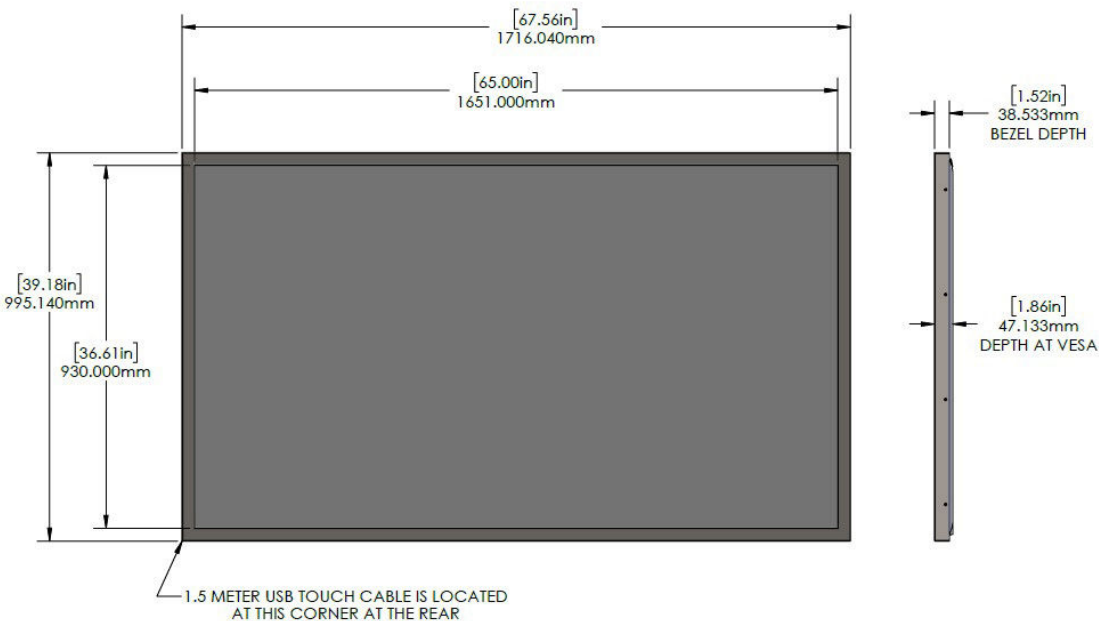 [67.56in]
1716.040mm
[65.00in]
1651.000mm
[1.52in]
38.533mm
BEZEL DEPTH
[39.18in]
995.140mm
[36.61in]
930.000mm
[1.86in]
47.133mm
DEPTH AT VESA
1.5 METER USB TOUCH CABLE IS LOCATED
AT THIS CORNER AT THE REAR